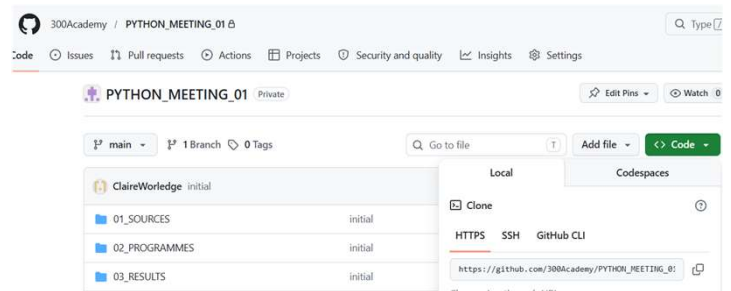 300Academy / PYTHON_MEETING_01
Type /
Code Issues Pull requests Actions Projects Security and quality Insights Settings
PYTHON_MEETING_01 Private
Edit Pins Watch 0
main 1 Branch 0 Tags
Go to file T
Add file
Code
Local Codespaces
ClaireWorledge initial
Clone
01_SOURCES initial
HTTPS SSH GitHub CLI
02_PROGRAMMES initial
https://github.com/300Academy/PYTHON_MEETING_01
03_RESULTS initial